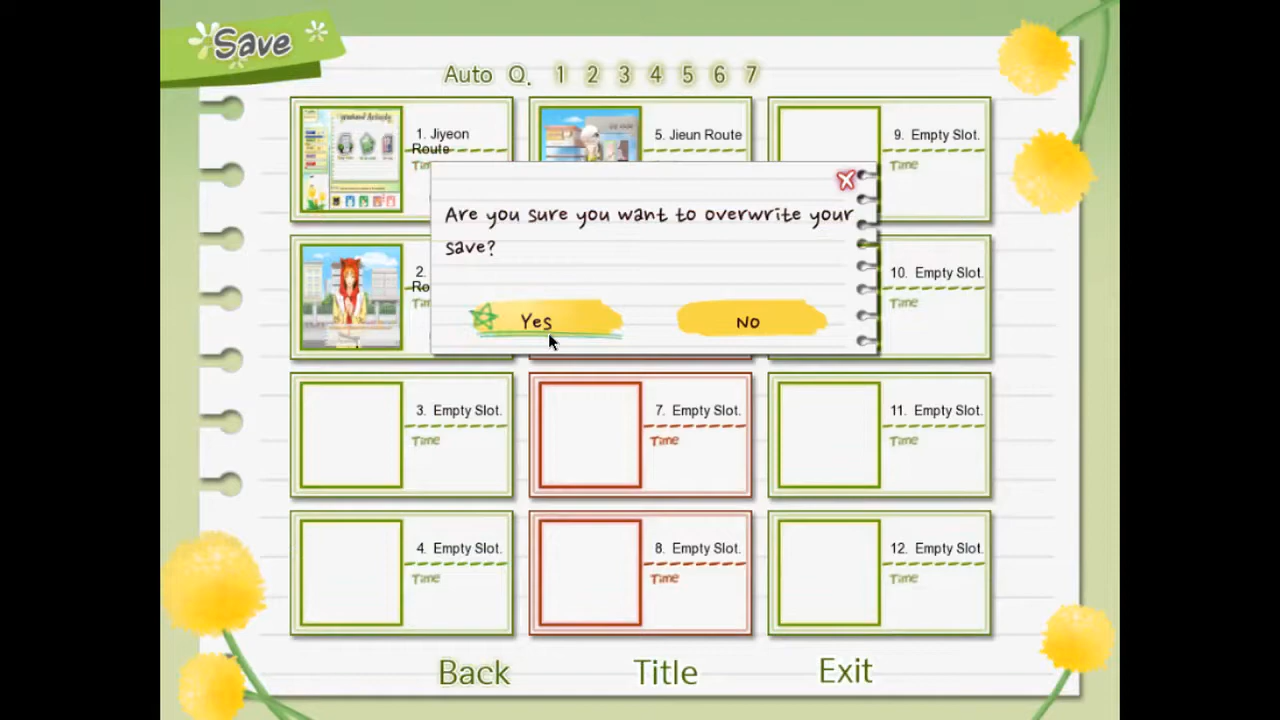 Save
Auto Q. 1 2 3 4 5 6 7
1. Jiyeon
Route
5. Jieun Route
9. Empty Slot.
Time
Are you sure you want to overwrite your
save?
Yes
No
2.
10. Empty Slot.
Time
3. Empty Slot.
Time
7. Empty Slot.
Time
11. Empty Slot.
Time
4. Empty Slot.
Time
8. Empty Slot.
Time
12. Empty Slot.
Time
Back
Title
Exit